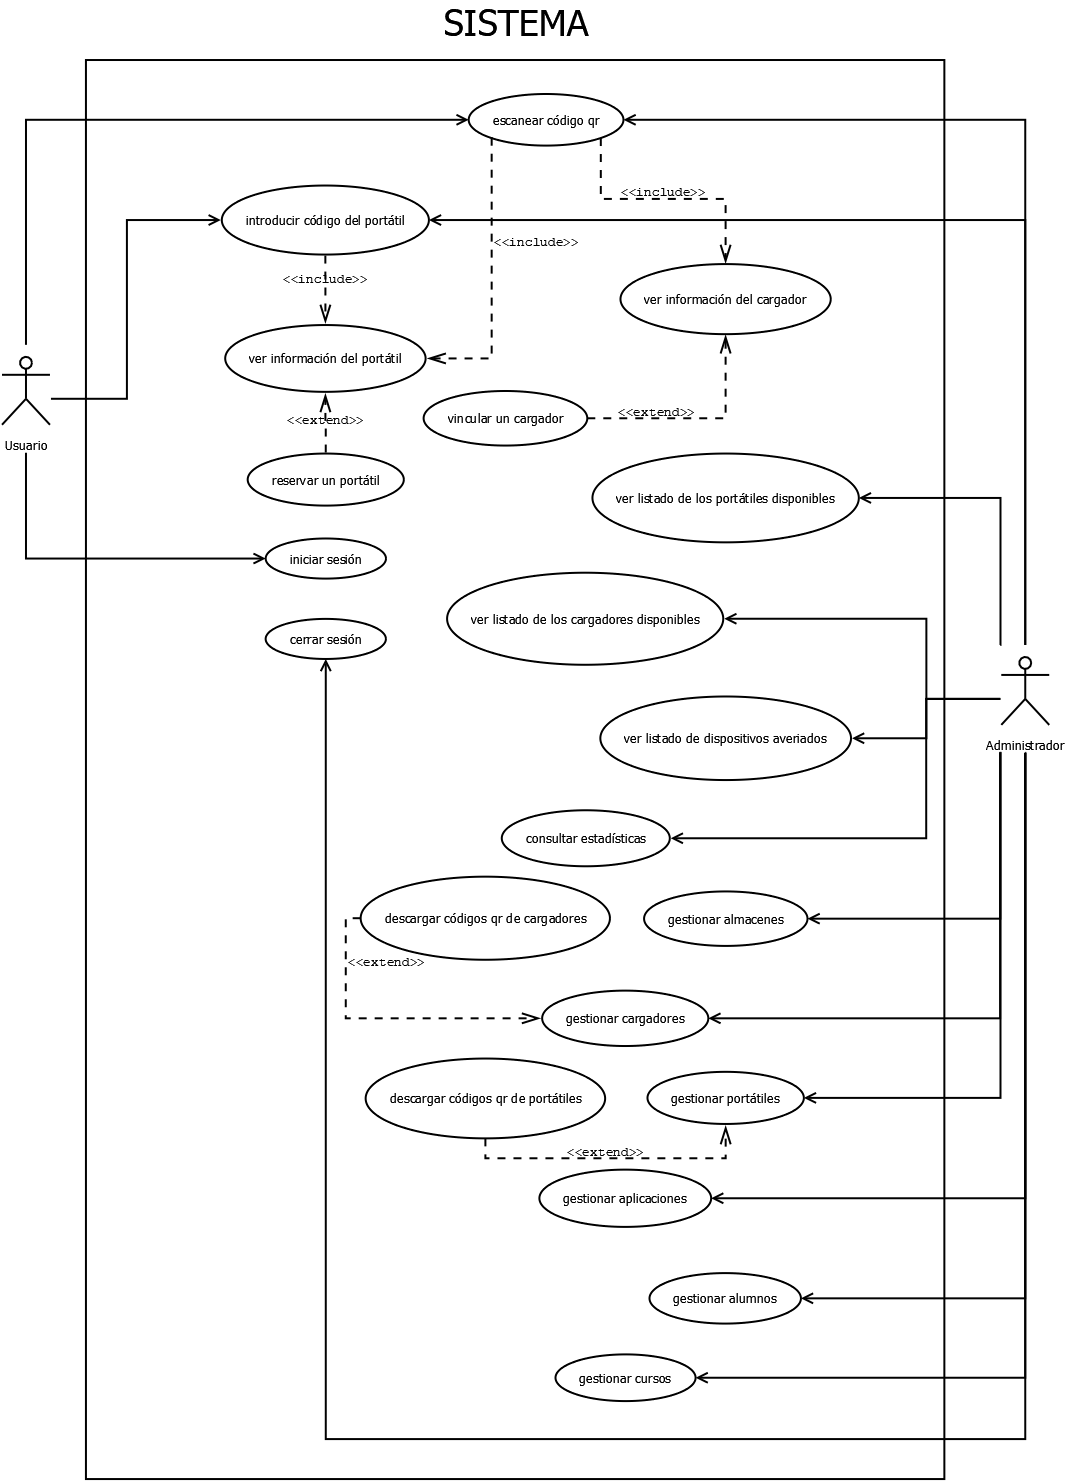 SISTEMA
escanear código qr
<<include>>
introducir código del portátil
<<include>>
<<include>>
ver información del cargador
ver información del portátil
<<extend>>
vincular un cargador
<<extend>>
Usuario
reservar un portátil
ver listado de los portátiles disponibles
iniciar sesión
ver listado de los cargadores disponibles
cerrar sesión
ver listado de dispositivos averiados
Administrador
consultar estadísticas
descargar códigos qr de cargadores
gestionar almacenes
<<extend>>
gestionar cargadores
descargar códigos qr de portátiles
gestionar portátiles
<<extend>>
gestionar aplicaciones
gestionar alumnos
gestionar cursos